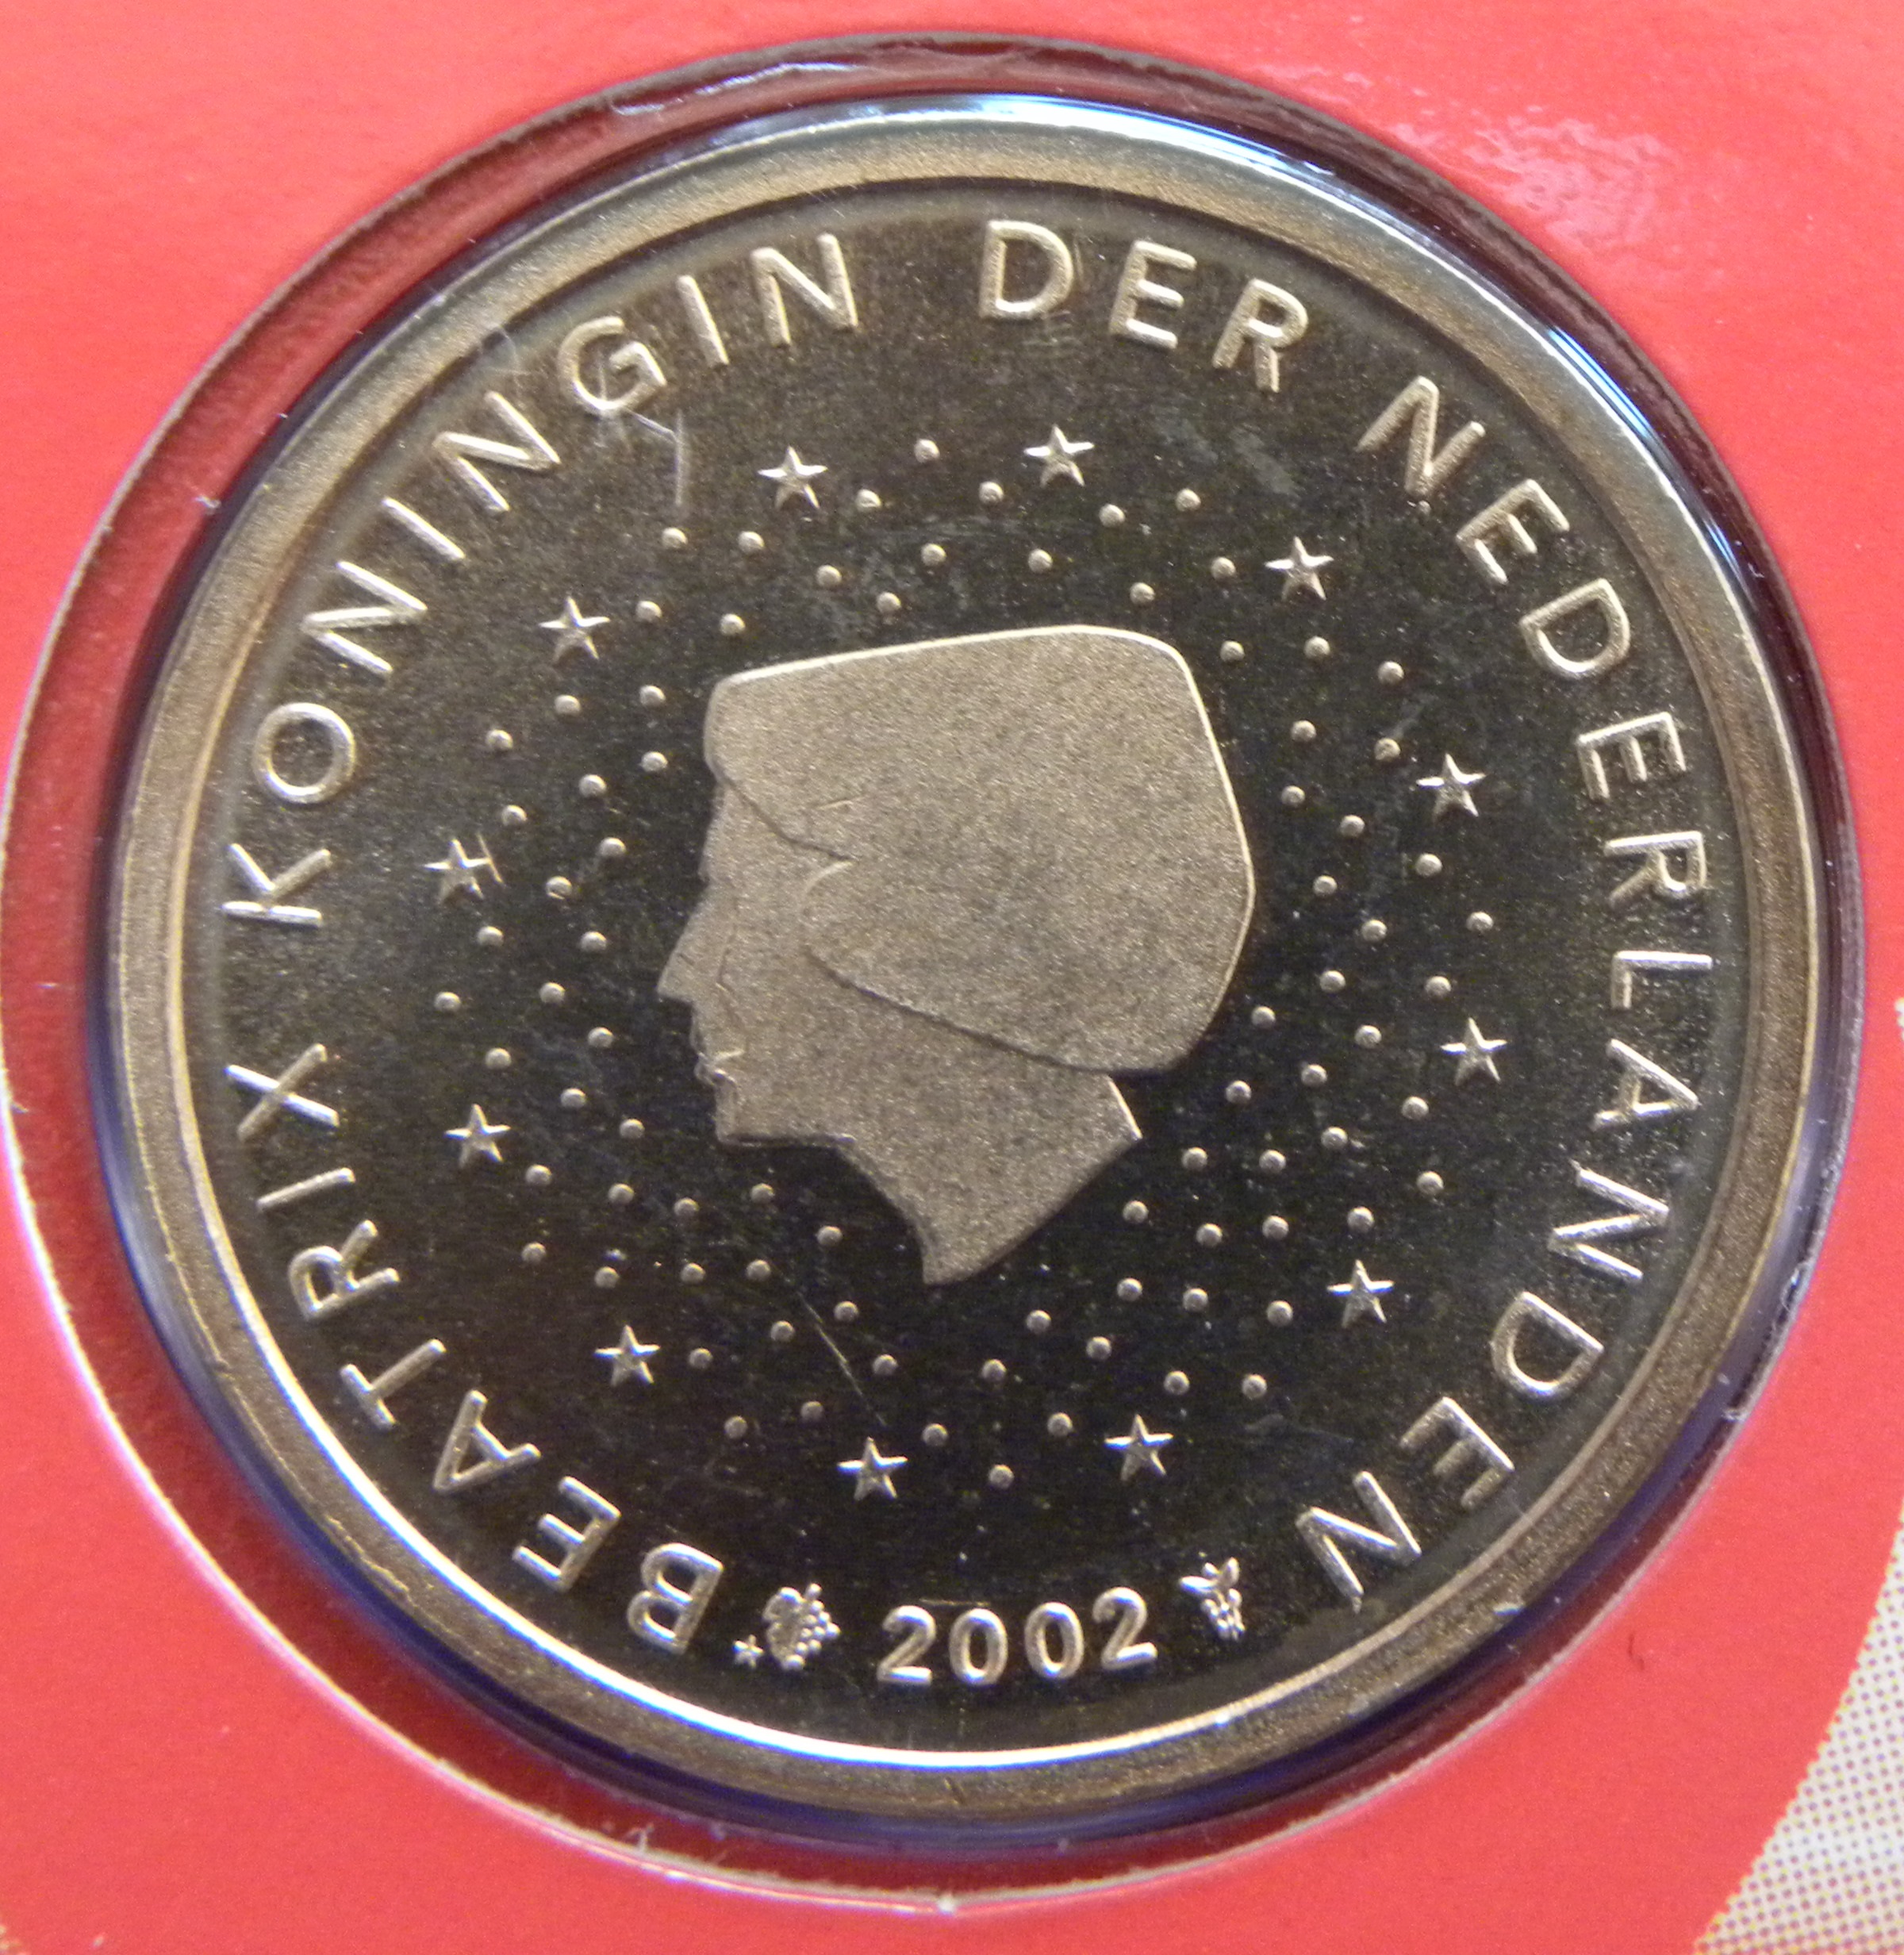 BEATRIX KONINGIN DER NEDERLANDEN
2002